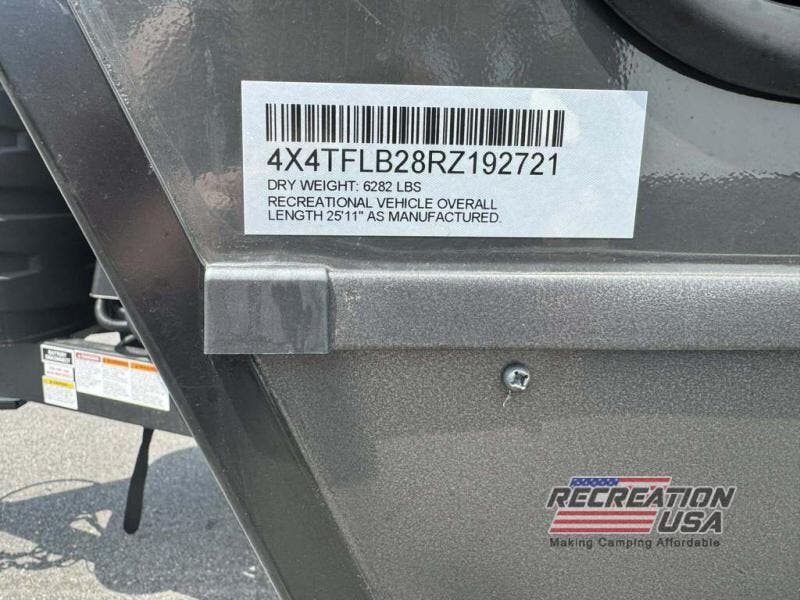 4X4TFLB28RZ192721
DRY WEIGHT: 6282 LBS
RECREATIONAL VEHICLE OVERALL
LENGTH 25'11" AS MANUFACTURED.
RECREATION
USA
Making Camping Affordable